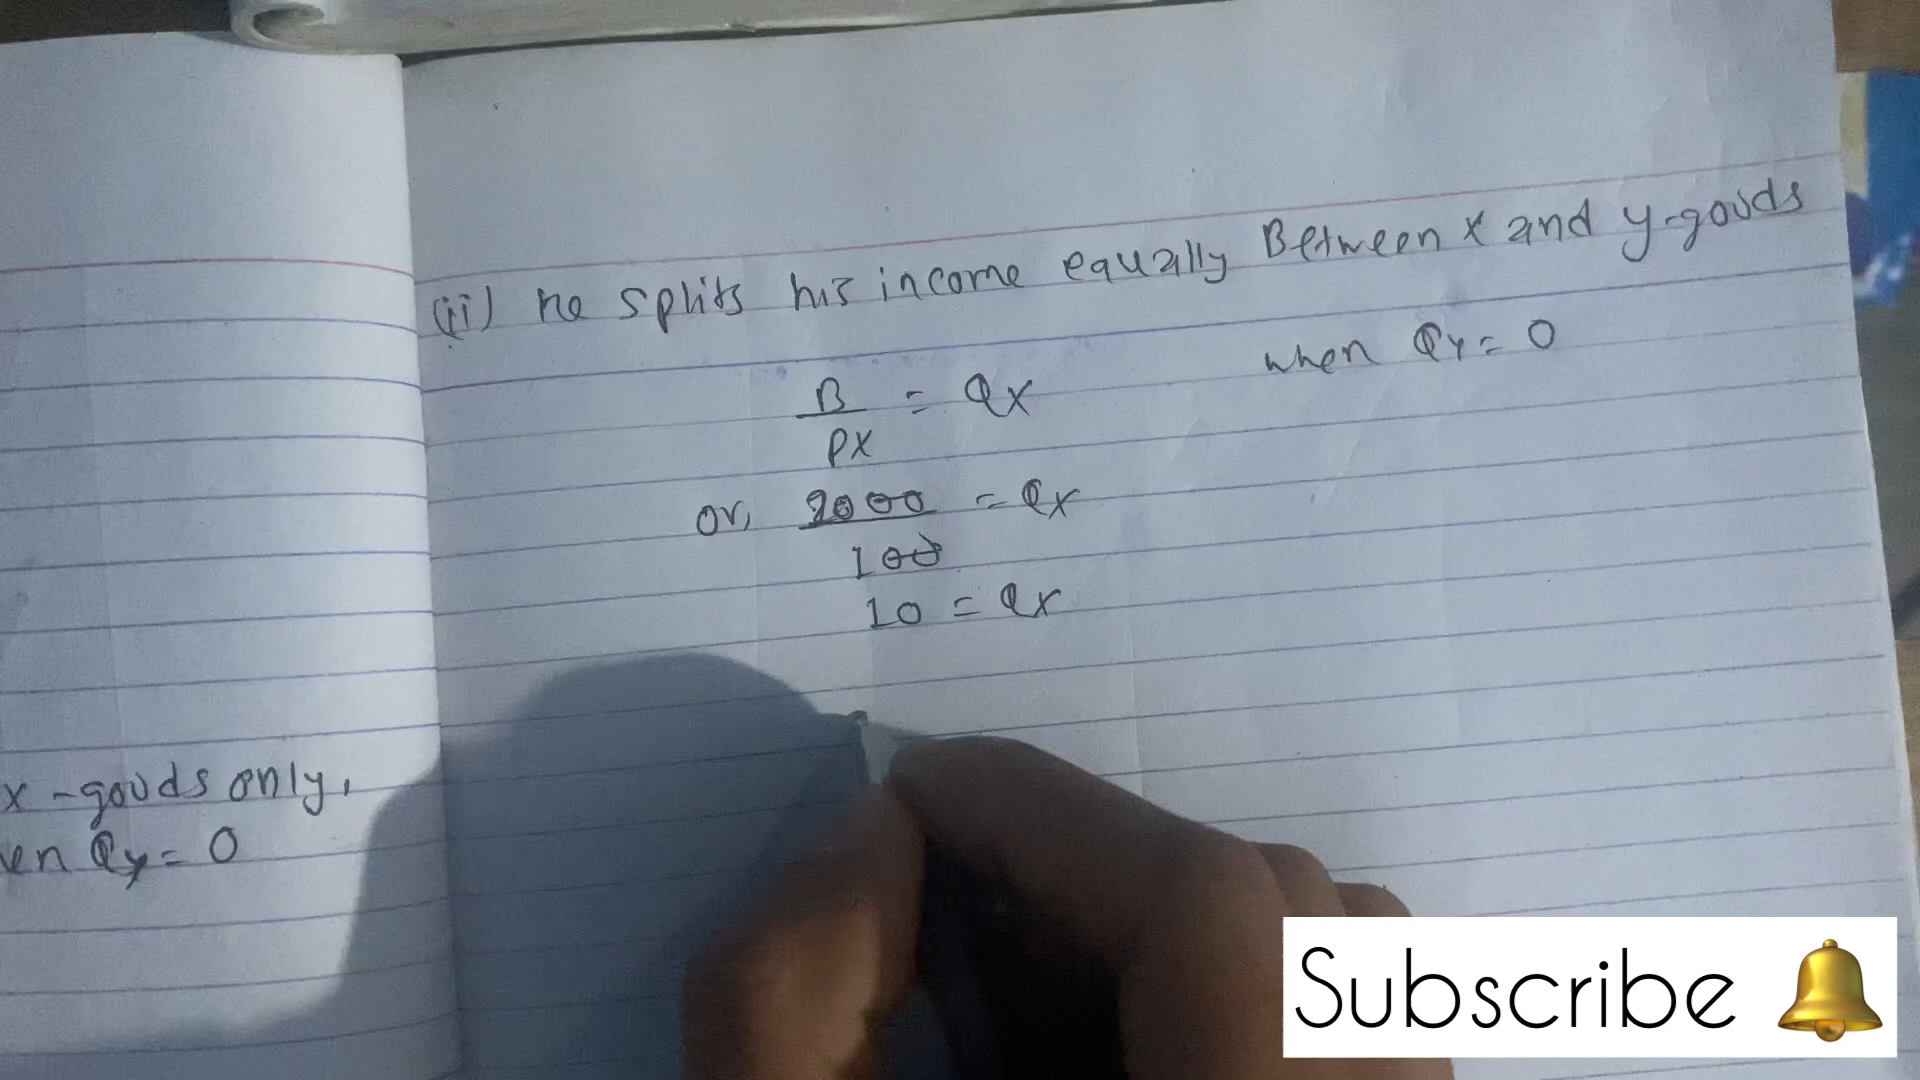 x-goods only,
en Qy = 0
(ii) He splits his income equally Between x and y-goods
when Qy = 0
B/PX = Qx
or, 1000/100 = Qx
10 = Qx
Subscribe